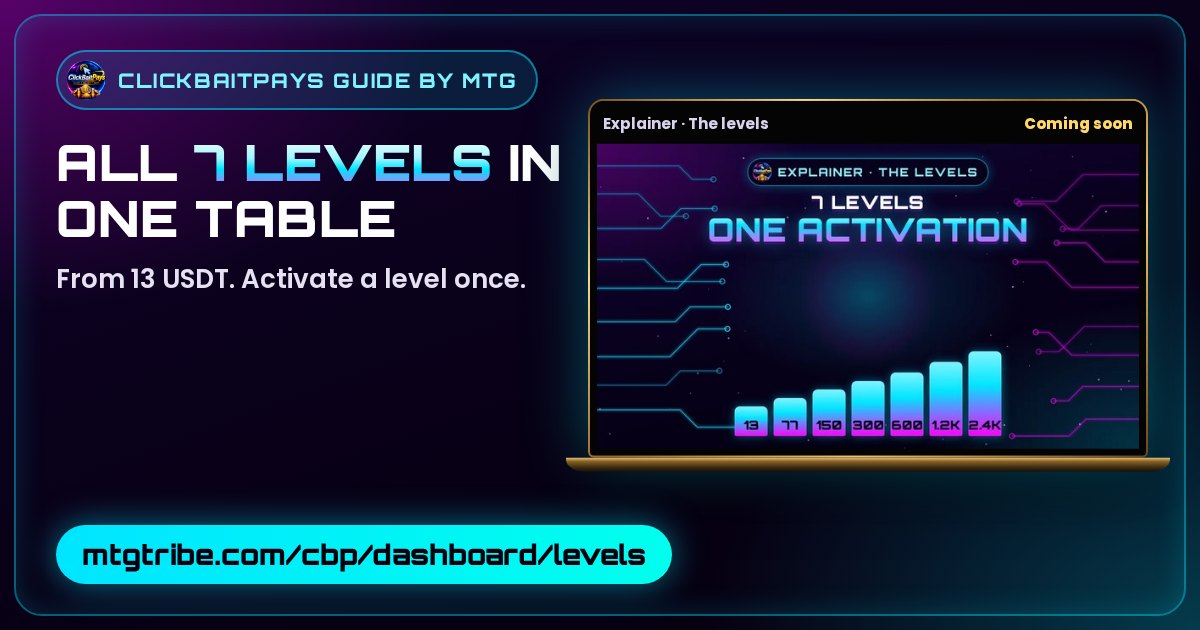 ClickBaitPays
CLICKBAITPAYS GUIDE BY MTG
ALL 7 LEVELS IN
ONE TABLE
From 13 USDT. Activate a level once.
Explainer · The levels
Coming soon
EXPLAINER · THE LEVELS
7 LEVELS
ONE ACTIVATION
13 77 150 300 600 1.2K 2.4K
mtgtribe.com/cbp/dashboard/levels